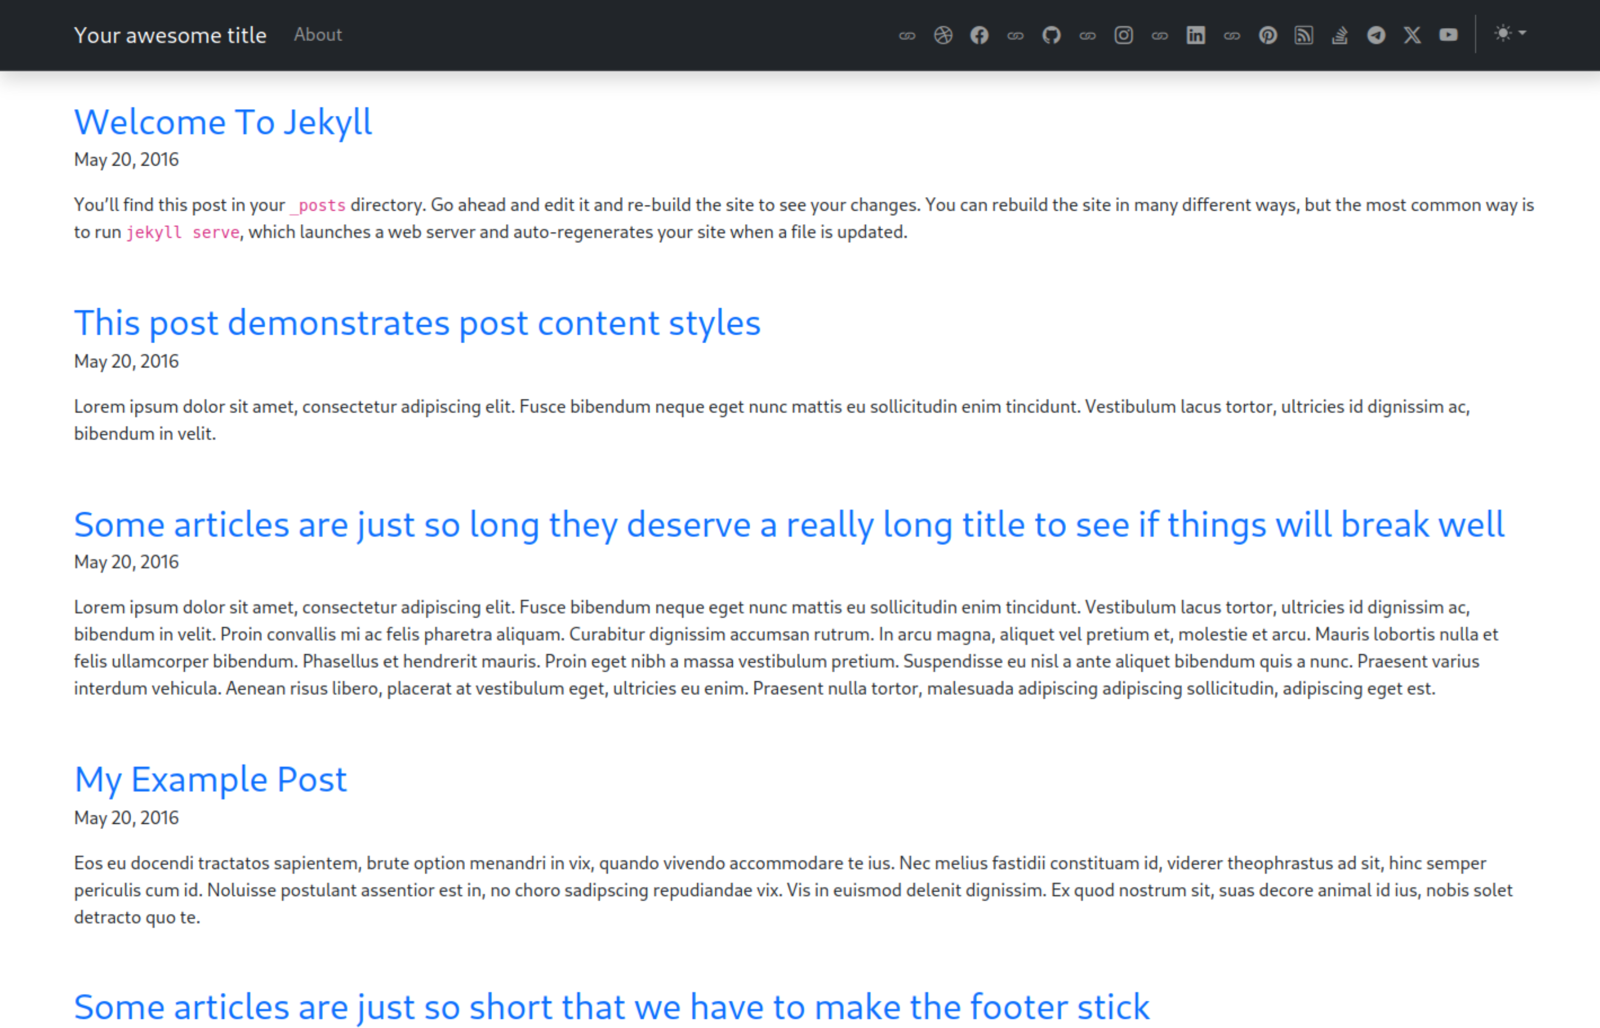 Your awesome title About
Welcome To Jekyll
May 20, 2016
You’ll find this post in your _posts directory. Go ahead and edit it and re-build the site to see your changes. You can rebuild the site in many different ways, but the most common way is
to run jekyll serve, which launches a web server and auto-regenerates your site when a file is updated.
This post demonstrates post content styles
May 20, 2016
Lorem ipsum dolor sit amet, consectetur adipiscing elit. Fusce bibendum neque eget nunc mattis eu sollicitudin enim tincidunt. Vestibulum lacus tortor, ultricies id dignissim ac,
bibendum in velit.
Some articles are just so long they deserve a really long title to see if things will break well
May 20, 2016
Lorem ipsum dolor sit amet, consectetur adipiscing elit. Fusce bibendum neque eget nunc mattis eu sollicitudin enim tincidunt. Vestibulum lacus tortor, ultricies id dignissim ac,
bibendum in velit. Proin convallis mi ac felis pharetra aliquam. Curabitur dignissim accumsan rutrum. In arcu magna, aliquet vel pretium et, molestie et arcu. Mauris lobortis nulla et
felis ullamcorper bibendum. Phasellus et hendrerit mauris. Proin eget nibh a massa vestibulum pretium. Suspendisse eu nisl a ante aliquet bibendum quis a nunc. Praesent varius
interdum vehicula. Aenean risus libero, placerat at vestibulum eget, ultricies eu enim. Praesent nulla tortor, malesuada adipiscing adipiscing sollicitudin, adipiscing eget est.
My Example Post
May 20, 2016
Eos eu docendi tractatos sapientem, brute option menandri in vix, quando vivendo accommodare te ius. Nec melius fastidii constituam id, viderer theophrastus ad sit, hinc semper
periculis cum id. Noluisse postulant assentior est in, no choro sadipscing repudiandae vix. Vis in euismod delenit dignissim. Ex quod nostrum sit, suas decore animal id ius, nobis solet
detracto quo te.
Some articles are just so short that we have to make the footer stick